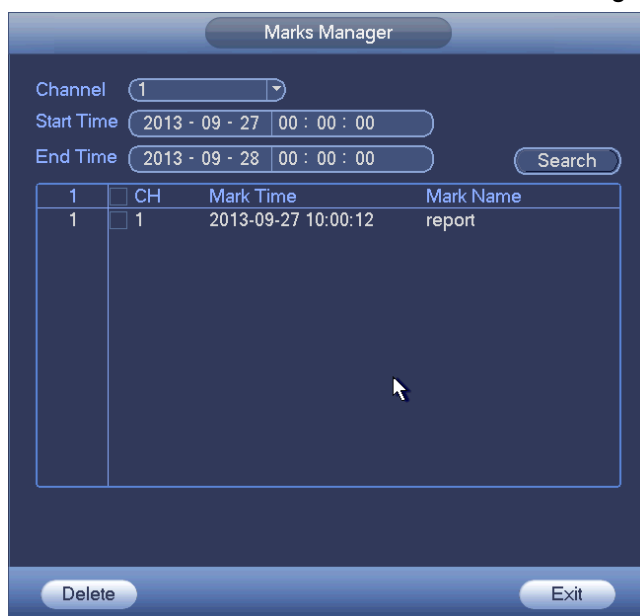 Marks Manager
Channel 1
Start Time 2013 - 09 - 27 00 : 00 : 00
End Time 2013 - 09 - 28 00 : 00 : 00 Search
1 CH Mark Time Mark Name
1 1 2013-09-27 10:00:12 report
Delete Exit